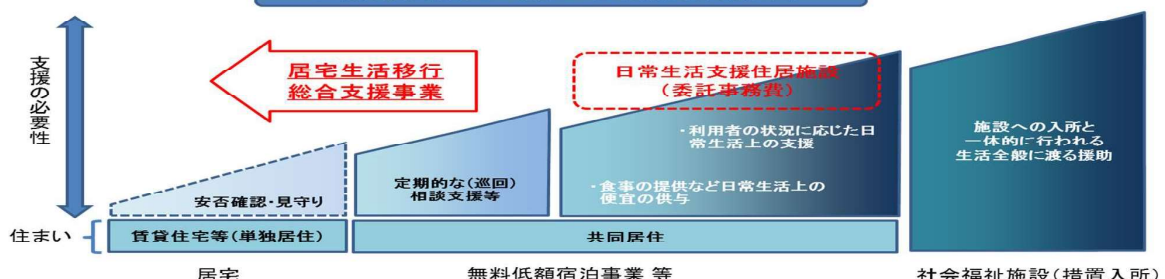 支援の必要性
居宅生活移行
総合支援事業
日常生活支援住居施設
(委託事務費)
・利用者の状況に応じた日
常生活上の支援
・食事の提供など日常生活上の
便宜の供与
定期的な(巡回)
相談支援等
安否確認・見守り
施設への入所と
一体的に行われる
生活全般に渡る援助
住まい
賃貸住宅等(単独居住)
共同居住
居宅
無料低額宿泊事業 等
社会福祉施設(措置入所)